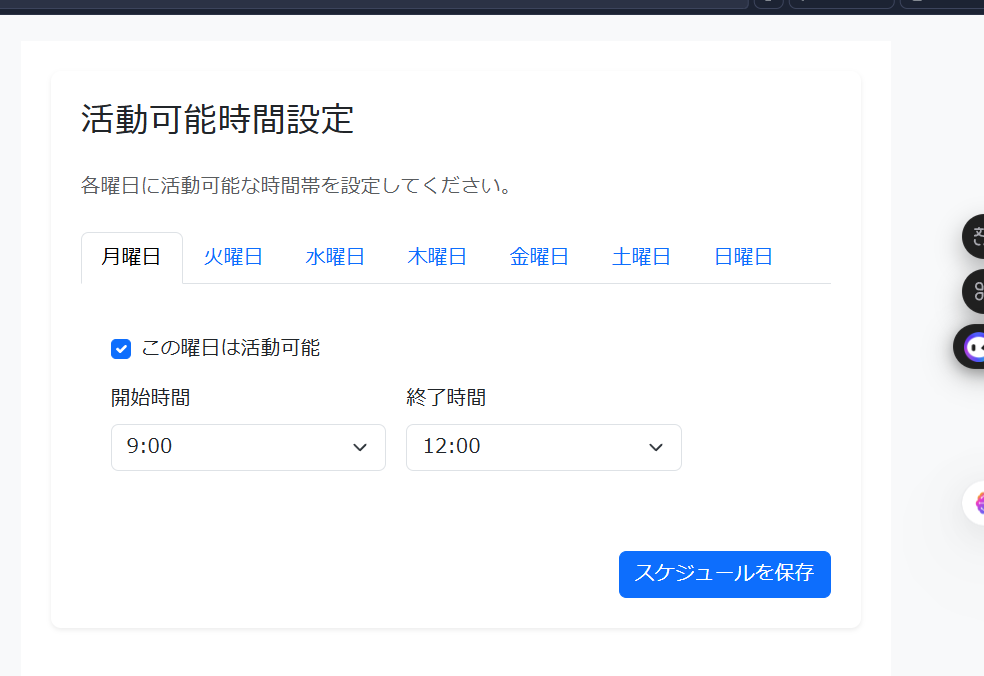 活動可能時間設定
各曜日に活動可能な時間帯を設定してください。
月曜日 火曜日 水曜日 木曜日 金曜日 土曜日 日曜日
この曜日は活動可能
開始時間 終了時間
9:00 12:00
スケジュールを保存